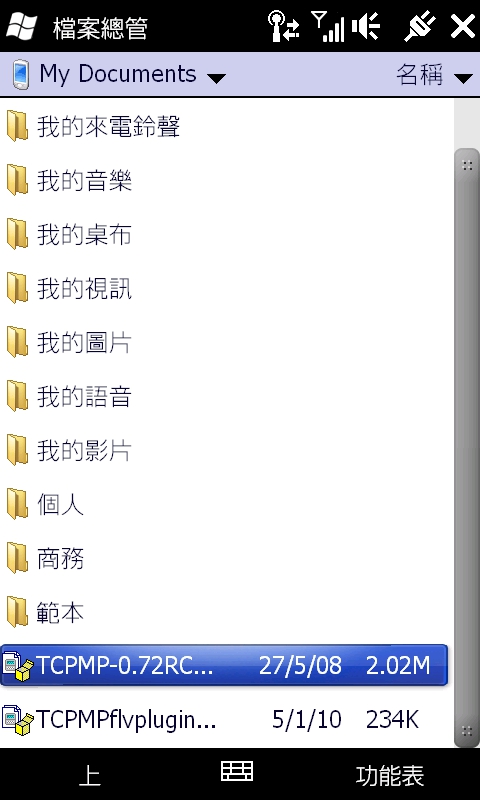 檔案總管
My Documents 名稱
我的來電鈴聲
我的音樂
我的桌布
我的視訊
我的圖片
我的語音
我的影片
個人
商務
範本
TCPMP-0.72RC... 27/5/08 2.02M
TCPMPflvplugin... 5/1/10 234K
上 功能表